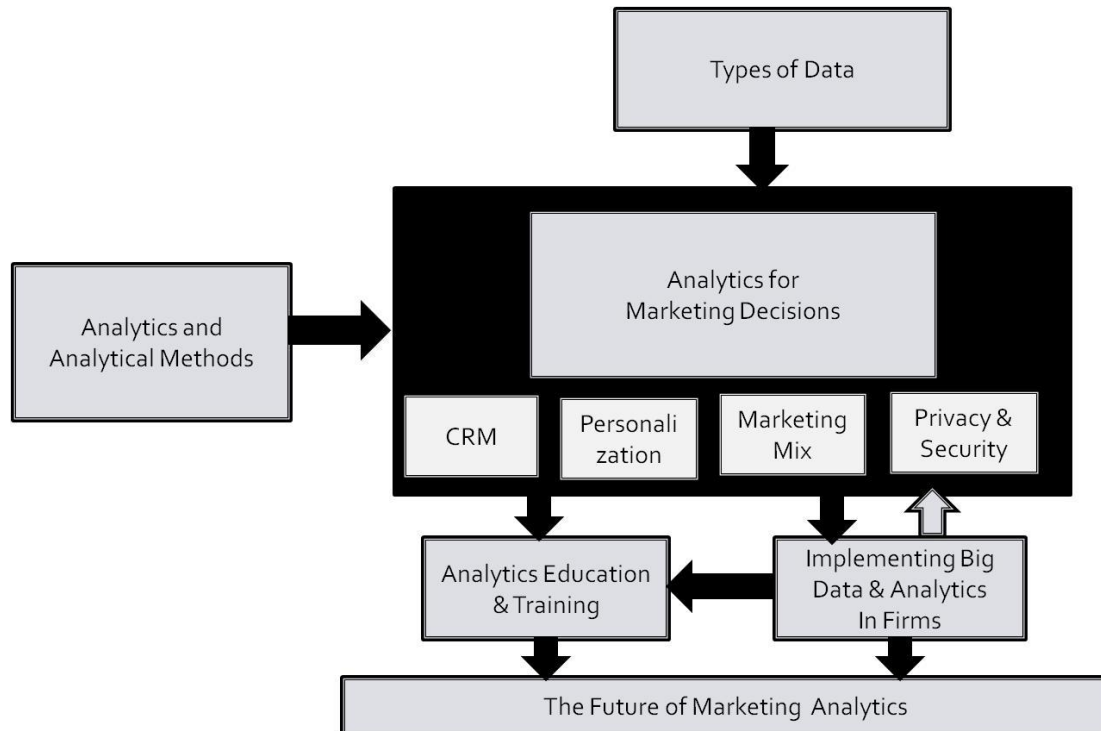 Types of Data
Analytics for
Marketing Decisions
Analytics and
Analytical Methods
CRM
Personali
zation
Marketing
Mix
Privacy &
Security
Analytics Education
& Training
Implementing Big
Data & Analytics
In Firms
The Future of Marketing Analytics